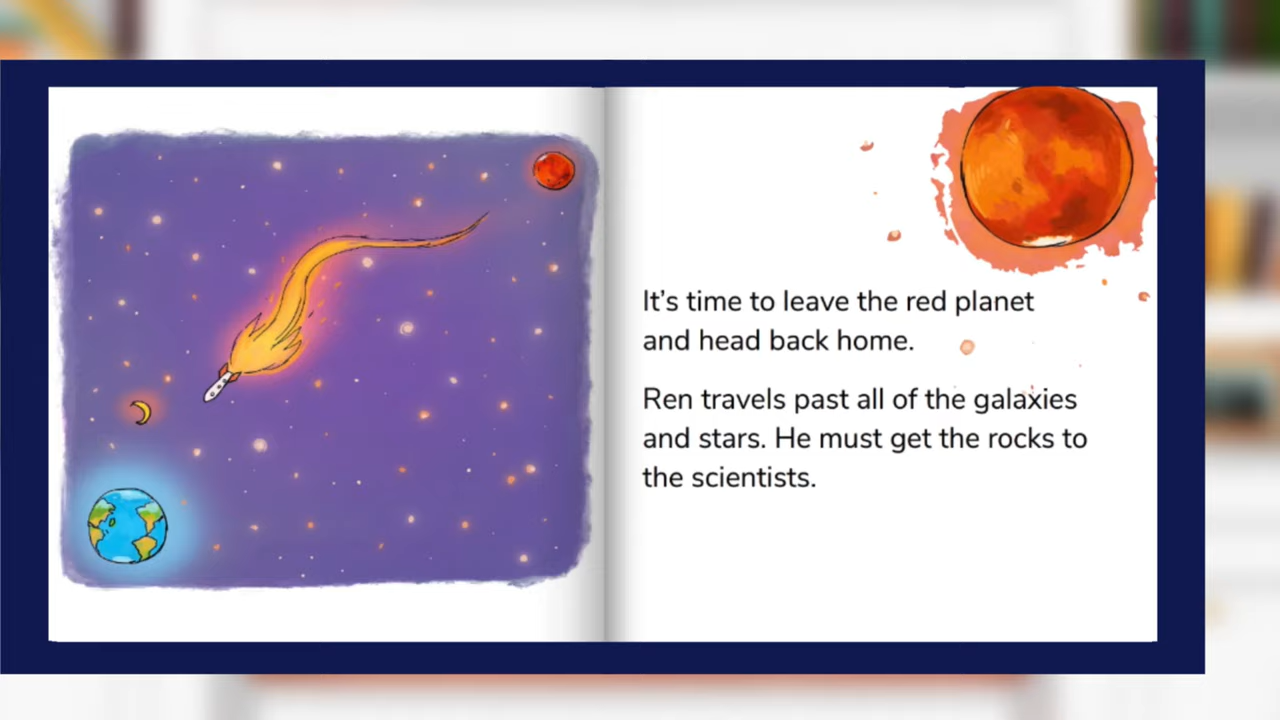 It’s time to leave the red planet
and head back home.
Ren travels past all of the galaxies
and stars. He must get the rocks to
the scientists.